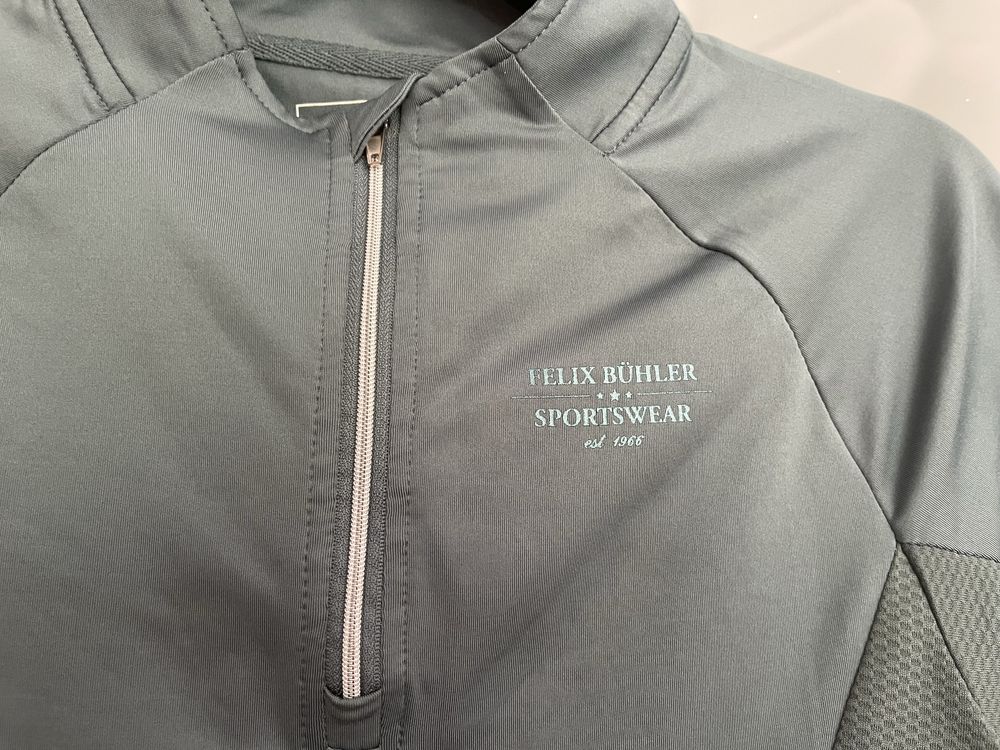 FELIX BÜHLER
SPORTSWEAR
est 1966